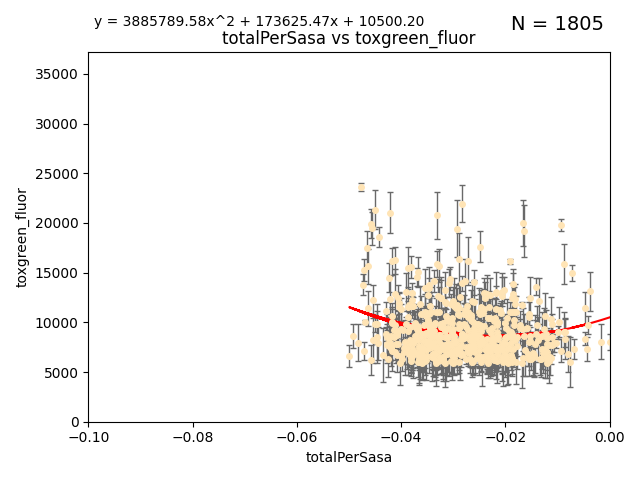 y = 3885789.58x^2 + 173625.47x + 10500.20
N = 1805
totalPerSasa vs toxgreen_fluor
35000
30000
25000
20000
15000
10000
5000
0
toxgreen_fluor
−0.10
−0.08
−0.06
−0.04
−0.02
0.00
totalPerSasa